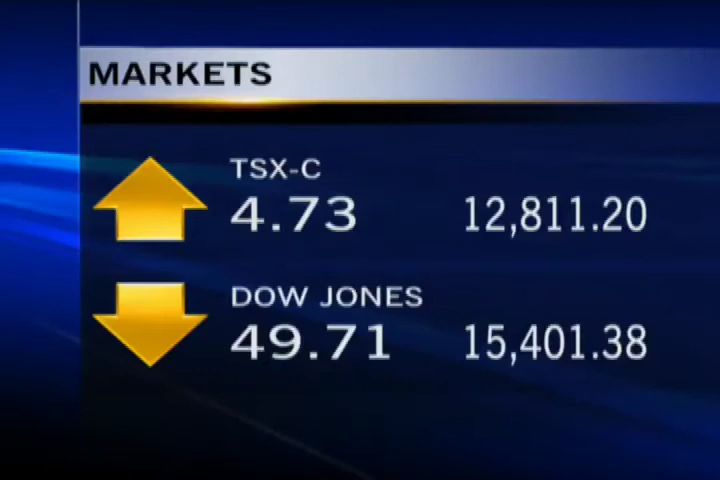 MARKETS
TSX-C
4.73 12,811.20
DOW JONES
49.71 15,401.38